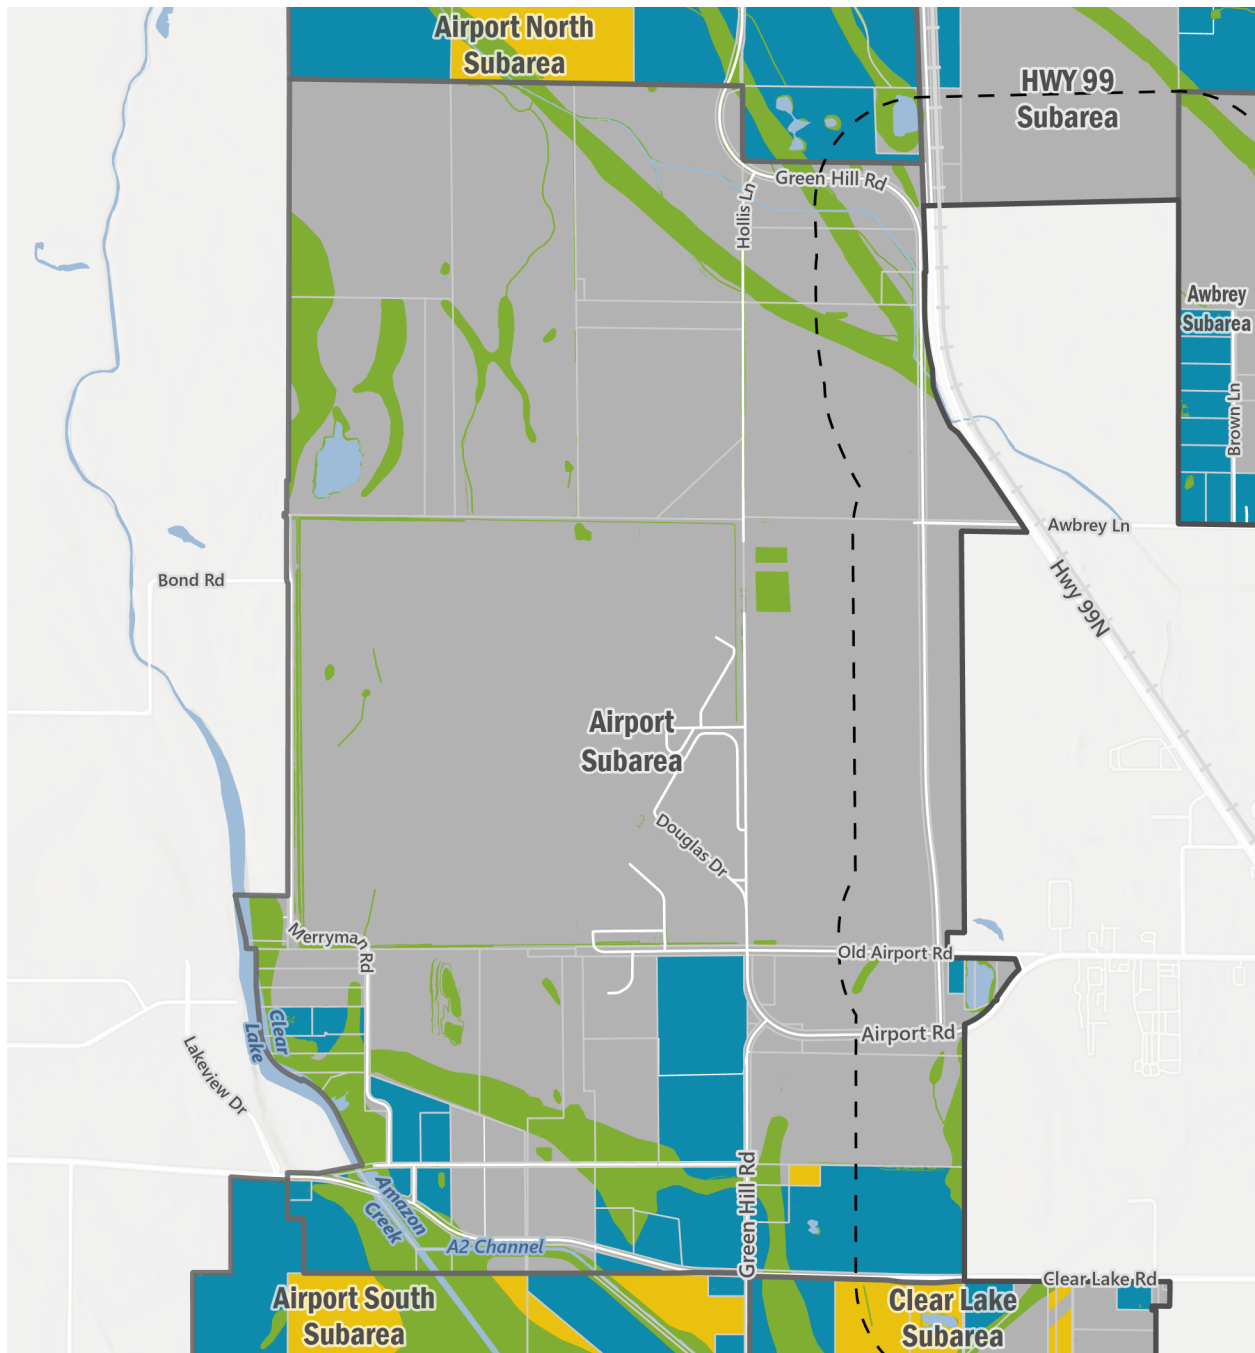 Airport North
Subarea
HWY 99
Subarea
Green Hill Rd
Hollis Ln
Awbrey
Subarea
Brown Ln
Awbrey Ln
Bond Rd
Hwy 99N
Airport
Subarea
Douglas Dr
Merryman Rd
Old Airport Rd
Clear
Lake
Airport Rd
Lakeview Dr
Green Hill Rd
Amazon
Creek
A2 Channel
Clear Lake Rd
Airport South
Subarea
Clear Lake
Subarea